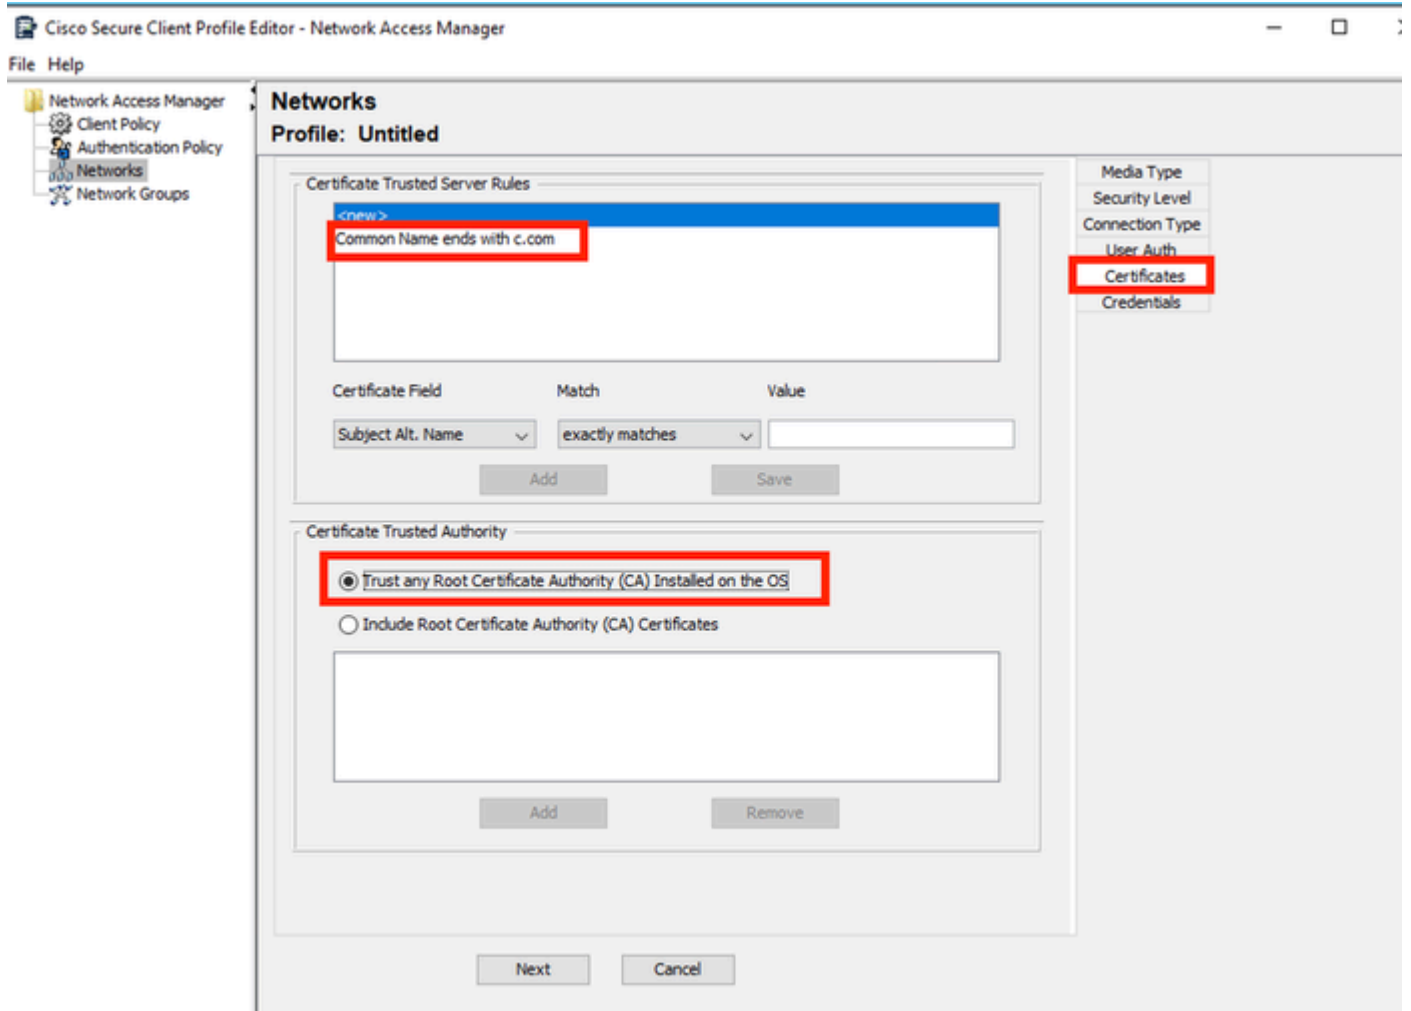 Cisco Secure Client Profile Editor - Network Access Manager
File Help
Network Access Manager
Client Policy
Authentication Policy
Networks
Network Groups
Networks
Profile: Untitled
Certificate Trusted Server Rules
<new>
Common Name ends with c.com
Certificate Field Match Value
Subject Alt. Name exactly matches
Add Save
Certificate Trusted Authority
Trust any Root Certificate Authority (CA) Installed on the OS
Include Root Certificate Authority (CA) Certificates
Add Remove
Next Cancel
Media Type
Security Level
Connection Type
User Auth
Certificates
Credentials